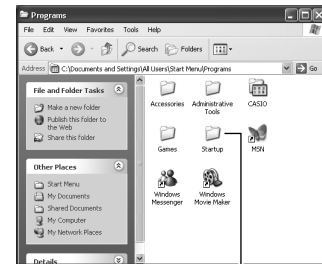 Programs
File Edit View Favorites Tools Help
Back Search Folders
Address C:\Documents and Settings\All Users\Start Menu\Programs Go
File and Folder Tasks
Make a new folder
Publish this folder to
the Web
Share this folder
Other Places
Start Menu
My Documents
Shared Documents
My Computer
My Network Places
Details
Accessories Administrative
Tools CASIO
Games Startup MSN
Windows
Messenger Windows
Movie Maker